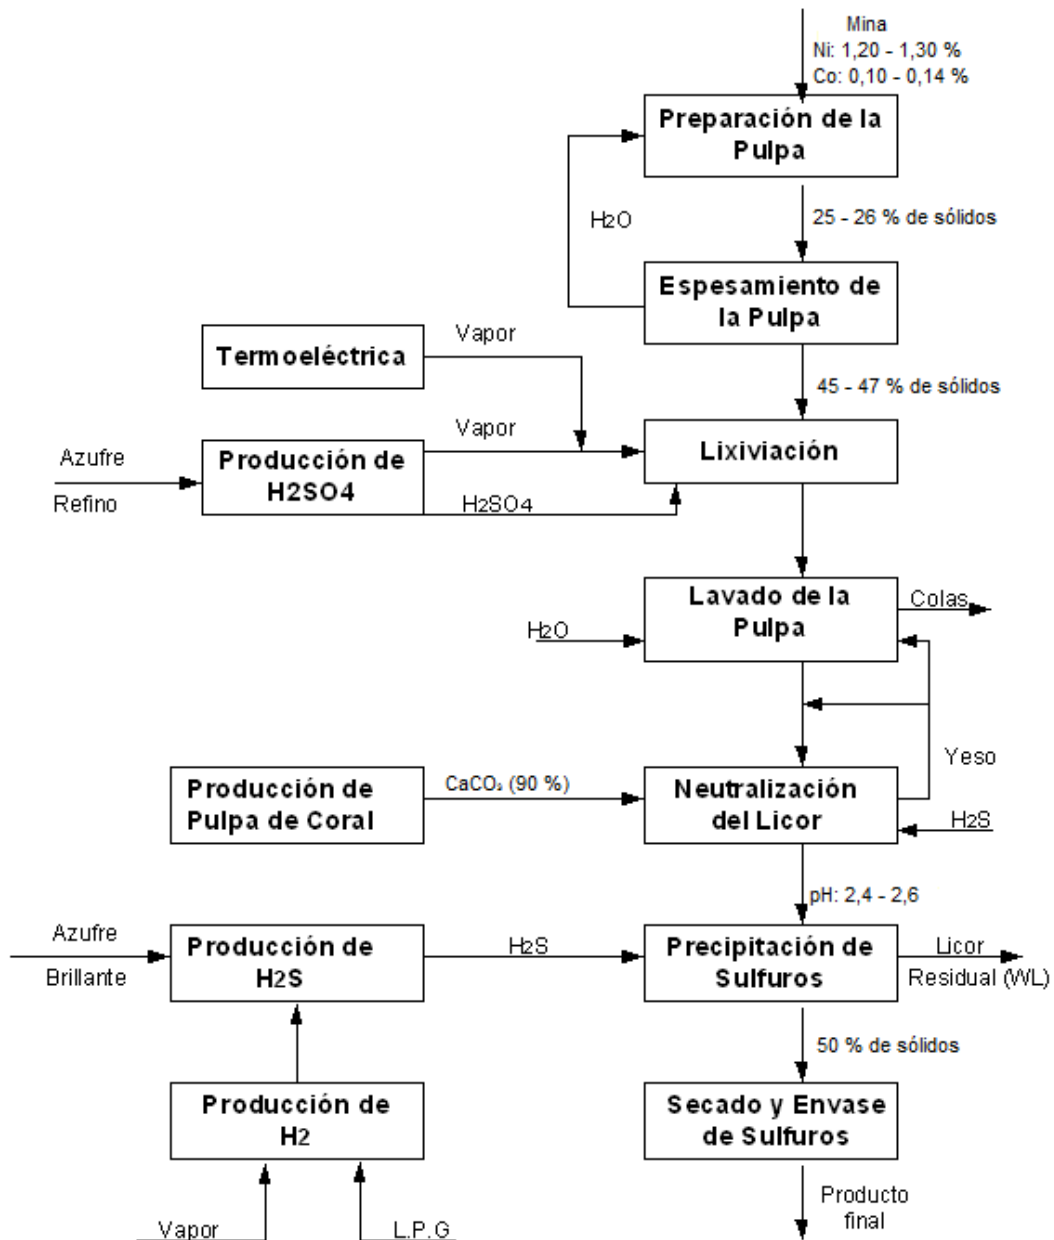 Mina
Ni: 1,20 - 1,30 %
Co: 0,10 - 0,14 %
Preparación de la
Pulpa
H2O
25 - 26 % de sólidos
Espesamiento de
la Pulpa
Termoeléctrica
Vapor
45 - 47 % de sólidos
Azufre
Refino
Producción de
H2SO4
Vapor
H2SO4
Lixiviación
Lavado de la
Pulpa
Colas
H2O
Yeso
Producción de
Pulpa de Coral
CaCO₃ (90 %)
Neutralización
del Licor
H2S
pH: 2,4 - 2,6
Azufre
Brillante
Producción de
H2S
H2S
Precipitación de
Sulfuros
Licor
Residual (WL)
50 % de sólidos
Producción de
H2
Secado y Envase
de Sulfuros
Vapor
L.P.G
Producto
final